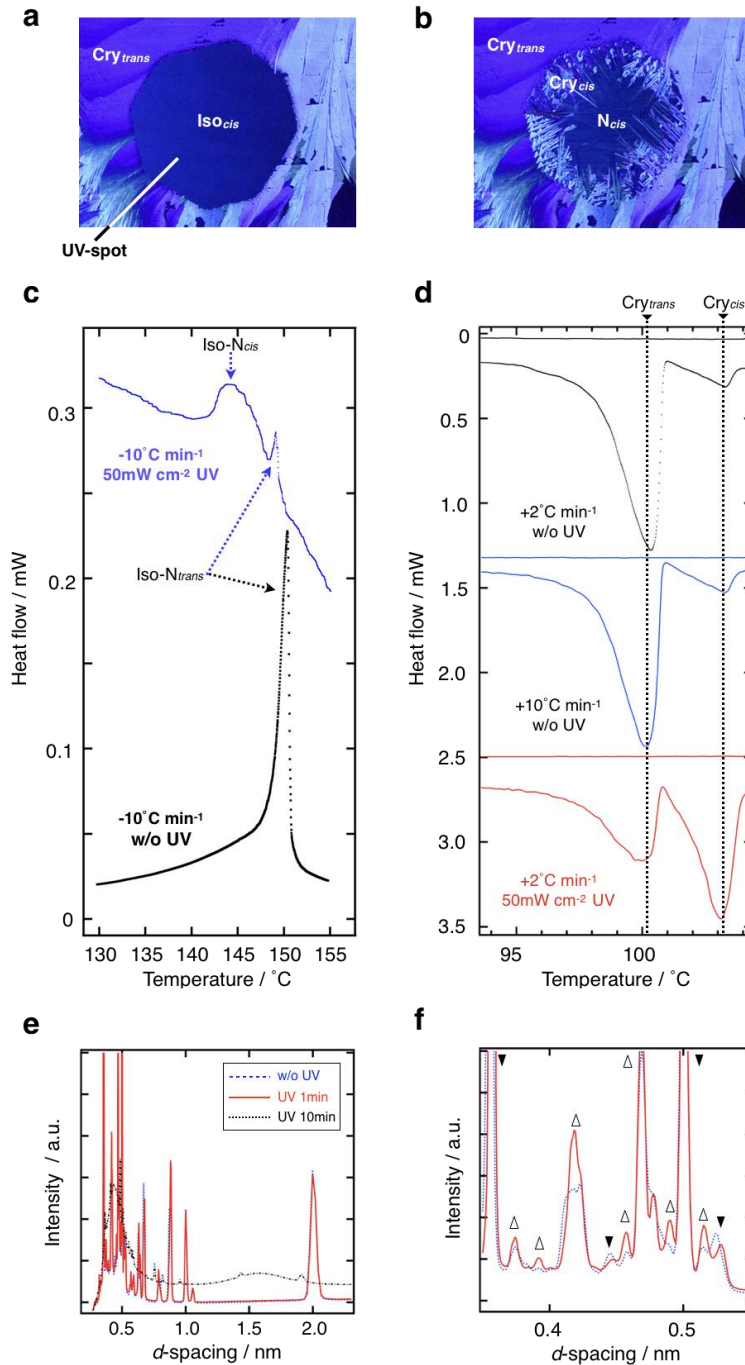 a
Cry trans
Iso cis
UV-spot
b
Cry trans
Cry cis
N cis
c
Iso-N cis
-10˚C min-1
50mW cm-2 UV
Iso-N trans
-10˚C min-1
w/o UV
Heat flow / mW
0.3
0.2
0.1
0
130 135 140 145 150 155
Temperature / ˚C
d
Cry trans Cry cis
0
0.5
1.0
1.5
2.0
2.5
3.0
3.5
Heat flow / mW
+2˚C min-1
w/o UV
+10˚C min-1
w/o UV
+2˚C min-1
50mW cm-2 UV
95 100
Temperature / ˚C
e
w/o UV
UV 1min
UV 10min
Intensity / a.u.
0.5 1.0 1.5 2.0
d-spacing / nm
f
Intensity / a.u.
0.4 0.5
d-spacing / nm